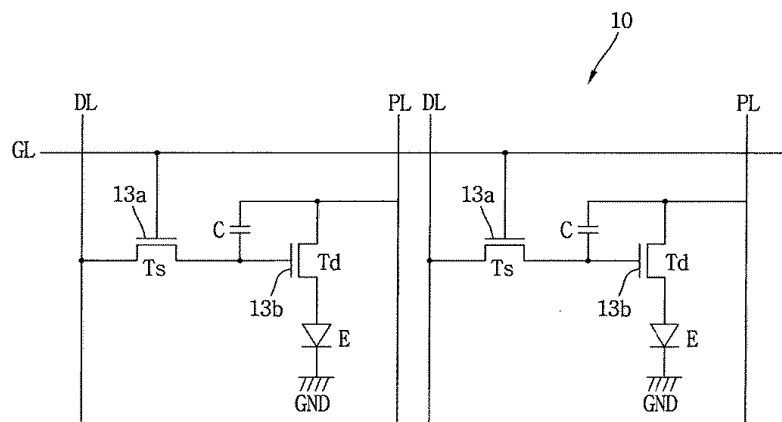 10
DL PL DL PL
GL
13a 13a
C C
Ts Td Ts Td
13b 13b
E E
GND GND